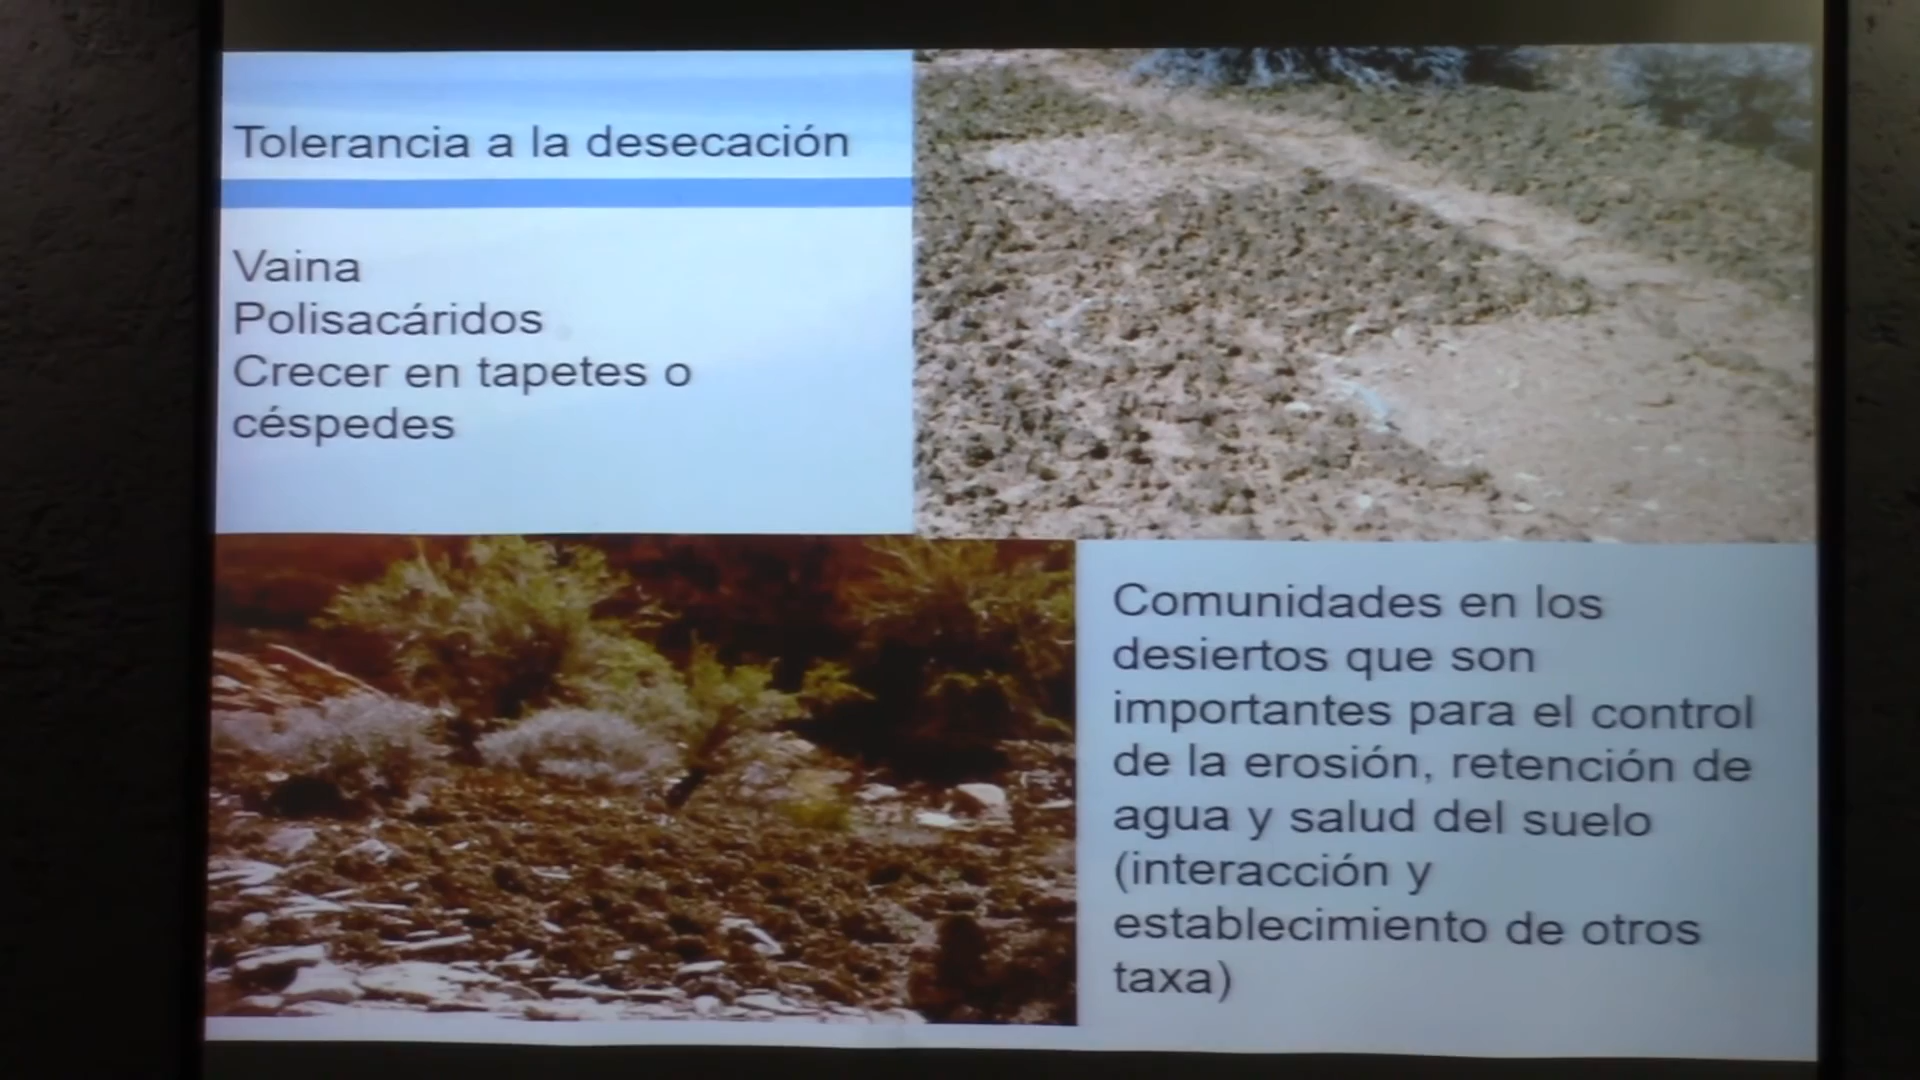 Tolerancia a la desecación
Vaina
Polisacáridos
Crecer en tapetes o
céspedes
Comunidades en los
desiertos que son
importantes para el control
de la erosión, retención de
agua y salud del suelo
(interacción y
establecimiento de otros
taxa)